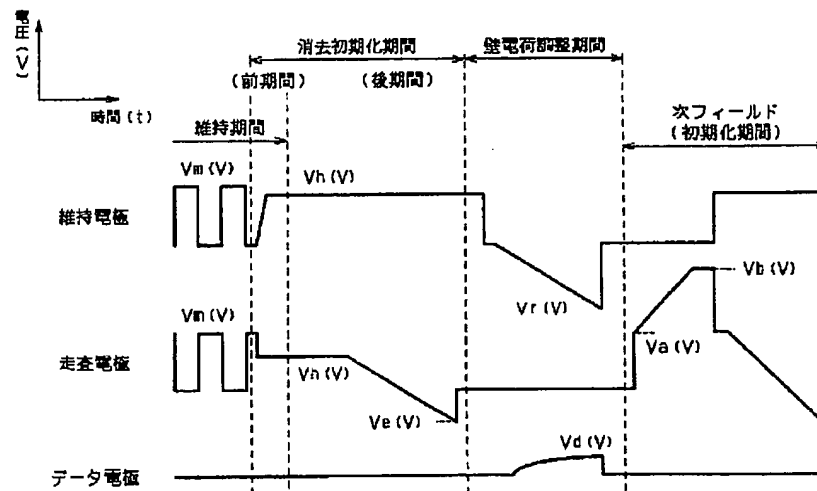 電圧(V)
時間(t)
消去初期化期間
壁電荷調整期間
(前期間)
(後期間)
維持期間
次フィールド
(初期化期間)
Vm(V)
Vh(V)
維持電極
Vr(V)
Vb(V)
Vm(V)
Va(V)
走査電極
Vn(V)
Ve(V)
Vd(V)
データ電極